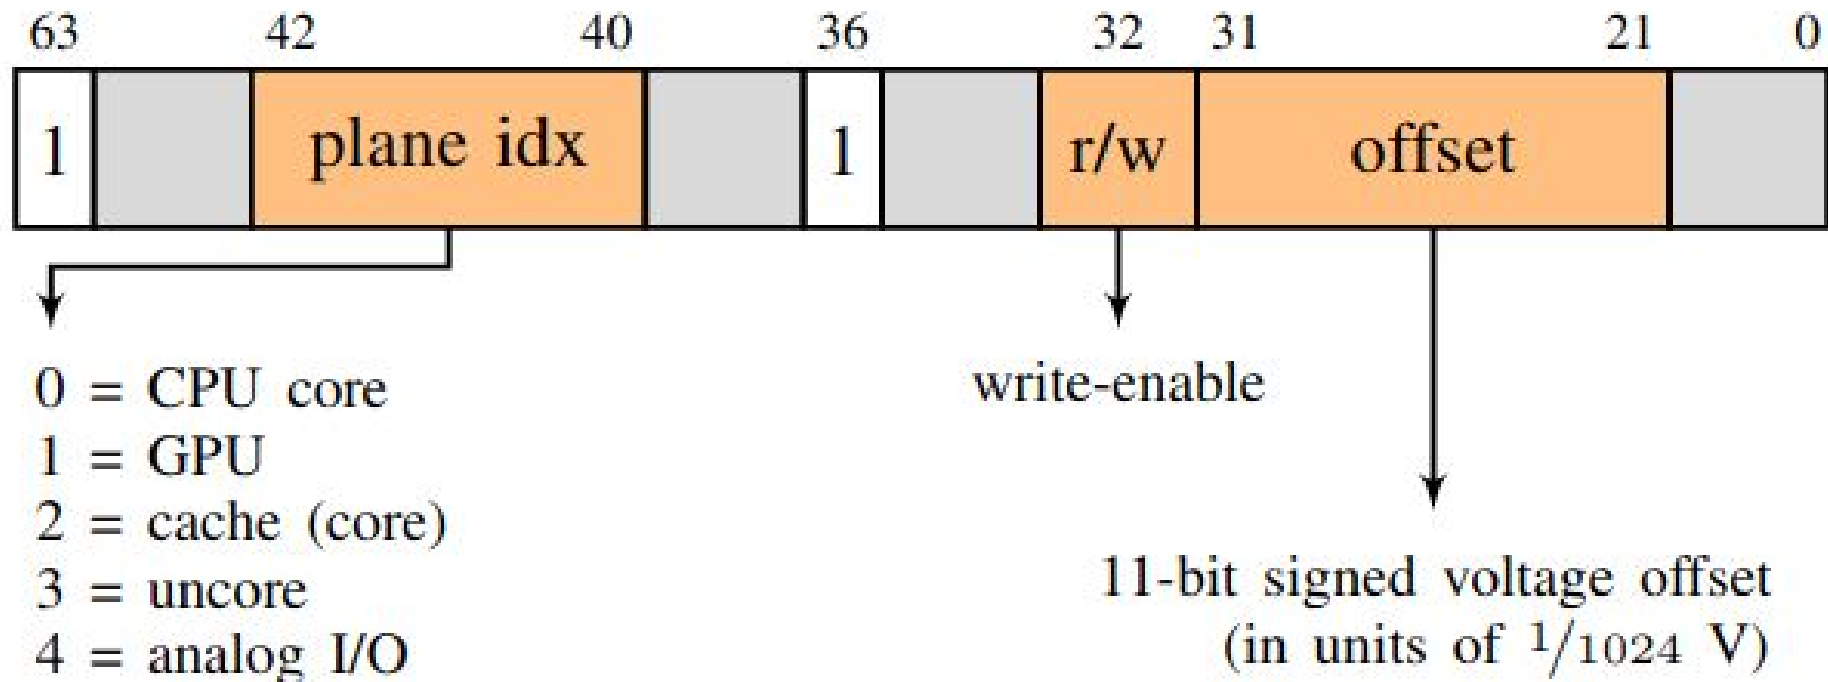 63 42 40 36 32 31 21 0
1 plane idx 1 r/w offset
0 = CPU core
1 = GPU
2 = cache (core)
3 = uncore
4 = analog I/O
write-enable
11-bit signed voltage offset
(in units of 1/1024 V)